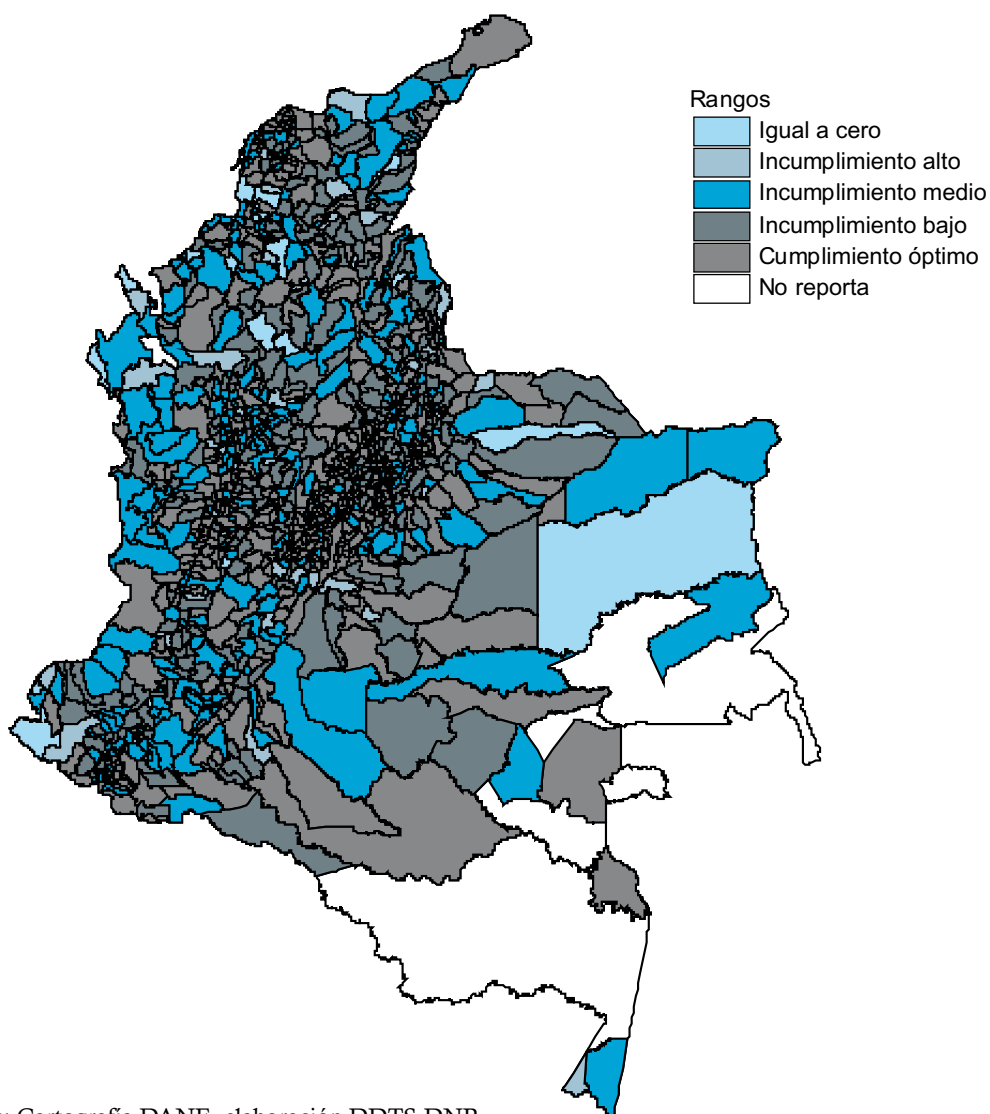 Rangos
Igual a cero
Incumplimiento alto
Incumplimiento medio
Incumplimiento bajo
Cumplimiento óptimo
No reporta
Cartografía DANE, elaboración DDTS-DNP